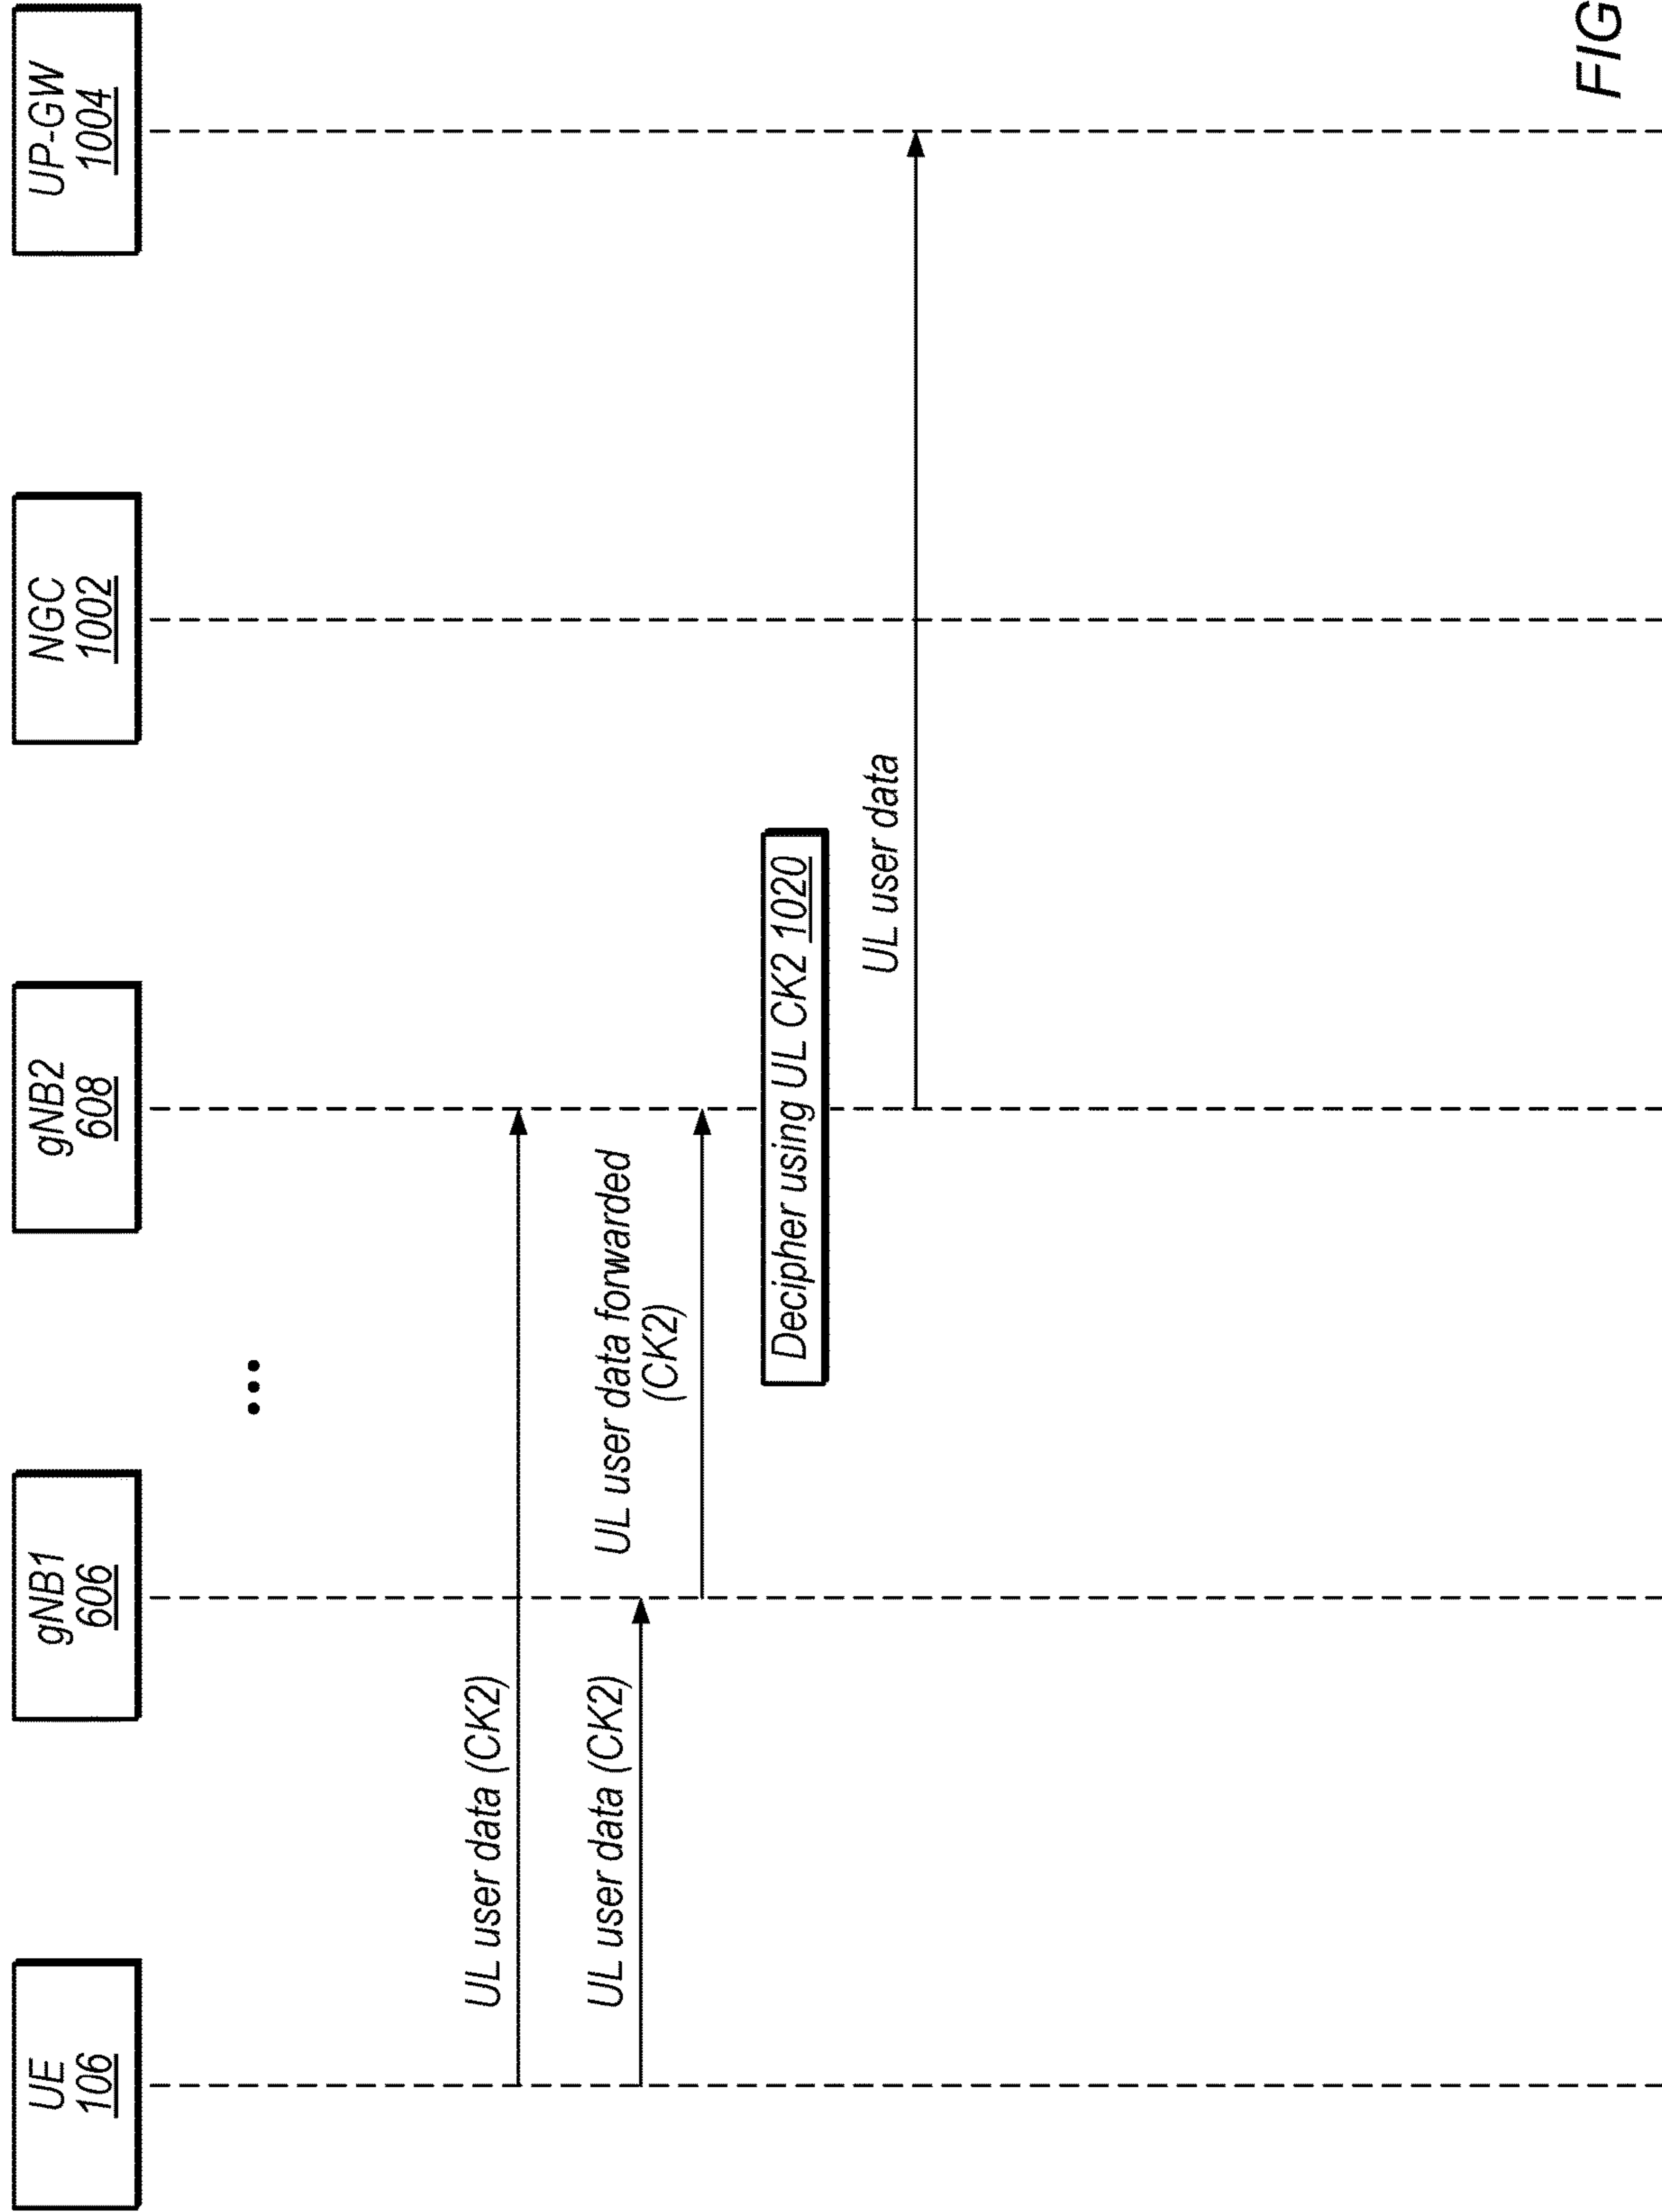 UE
106
gNB1
606
gNB2
608
NGC
1002
UP-GW
1004
...
UL user data (CK2)
UL user data (CK2)
UL user data forwarded
(CK2)
Decipher using UL CK2 1020
UL user data
FIG